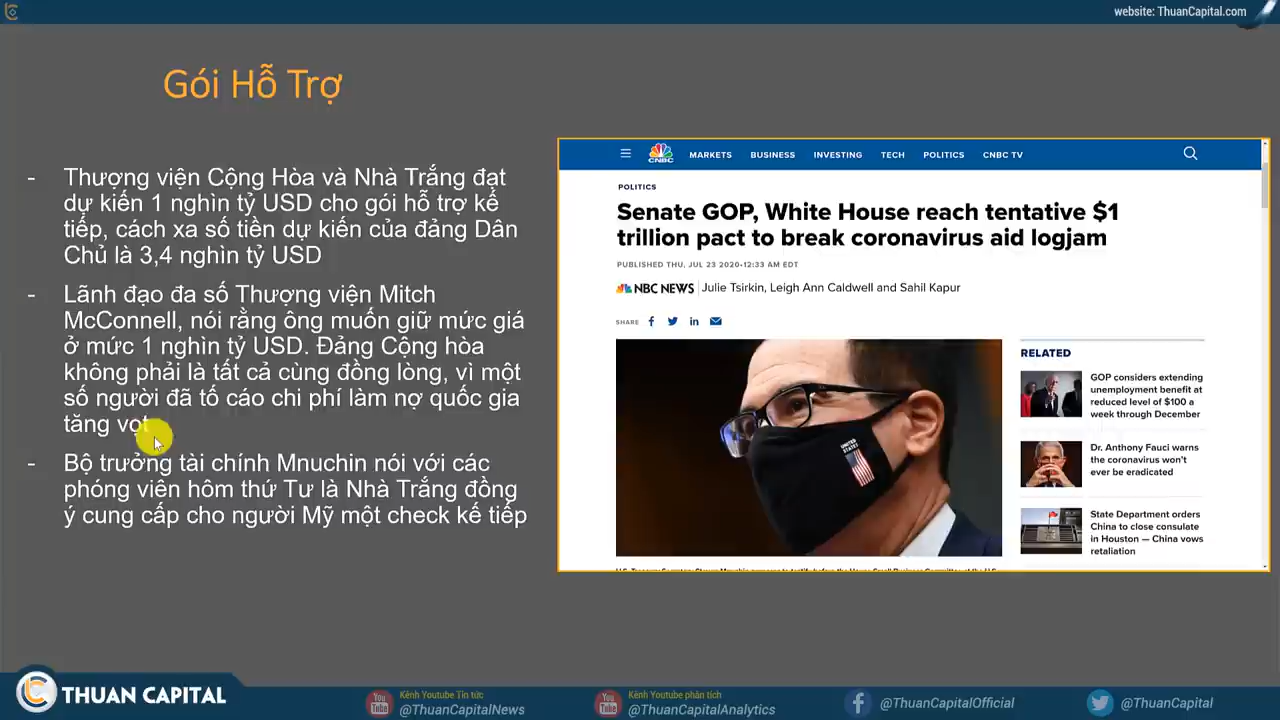 website: ThuanCapital.com
Gói Hỗ Trợ
- Thượng viện Cộng Hòa và Nhà Trắng đạt
dự kiến 1 nghìn tỷ USD cho gói hỗ trợ kế
tiếp, cách xa số tiền dự kiến của đảng Dân
Chủ là 3,4 nghìn tỷ USD
- Lãnh đạo đa số Thượng viện Mitch
McConnell, nói rằng ông muốn giữ mức giá
ở mức 1 nghìn tỷ USD. Đảng Cộng hòa
không phải là tất cả cùng đồng lòng, vì một
số người đã tố cáo chi phí làm nợ quốc gia
tăng vọt
- Bộ trưởng tài chính Mnuchin nói với các
phóng viên hôm thứ Tư là Nhà Trắng đồng
ý cung cấp cho người Mỹ một check kế tiếp
CNBC MARKETS BUSINESS INVESTING TECH POLITICS CNBC TV
POLITICS
Senate GOP, White House reach tentative $1
trillion pact to break coronavirus aid logjam
PUBLISHED THU, JUL 23 2020•12:33 AM EDT
NBC NEWS Julie Tsirkin, Leigh Ann Caldwell and Sahil Kapur
SHARE
UNITED
STATES
RELATED
GOP considers extending
unemployment benefit at
reduced level of $100 a
week through December
Dr. Anthony Fauci warns
the coronavirus won't
ever be eradicated
State Department orders
China to close consulate
in Houston — China vows
retaliation
THUAN CAPITAL
You Tube
Kênh Youtube Tin tức
@ThuanCapitalNews
You Tube
Kênh Youtube phân tích
@ThuanCapitalAnalytics
@ThuanCapitalOfficial
@ThuanCapital